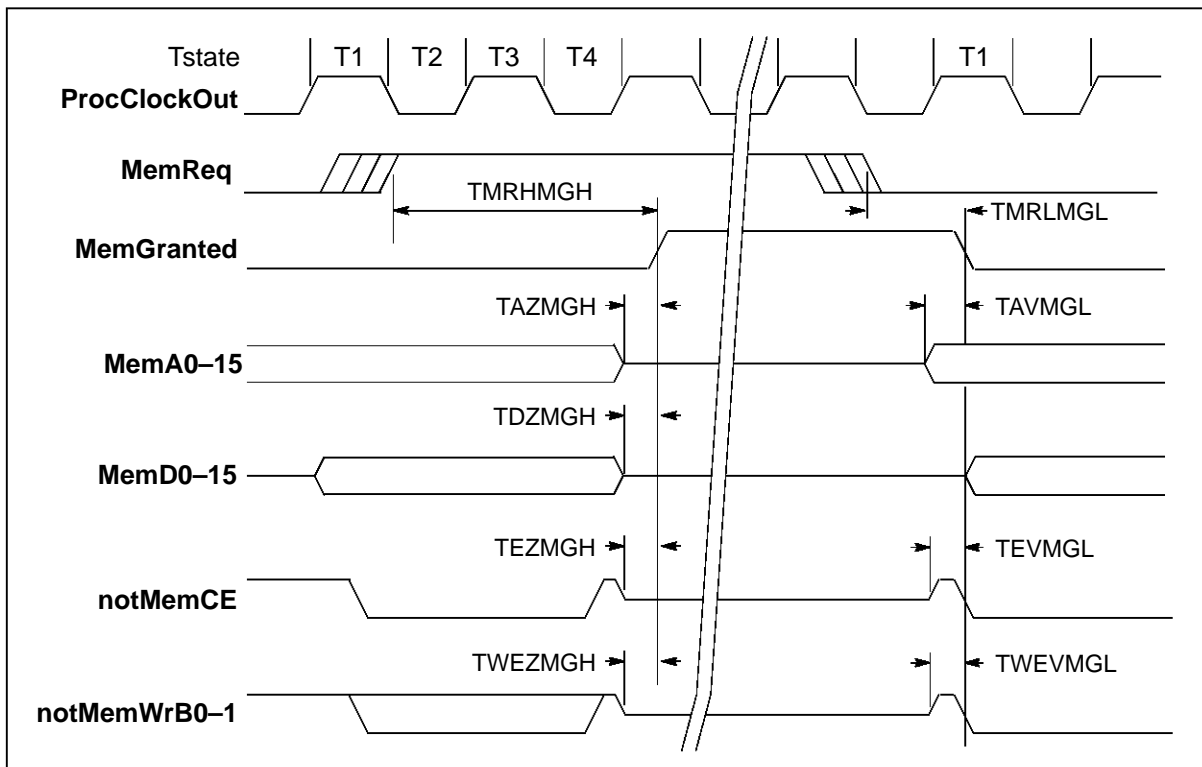 Tstate T1 T2 T3 T4 T1
ProcClockOut
MemReq
TMRHMGH
TMRLMGL
MemGranted
TAZMGH TAVMGL
MemA0–15
TDZMGH
MemD0–15
TEZMGH TEVMGL
notMemCE
TWEZMGH TWEVMGL
notMemWrB0–1